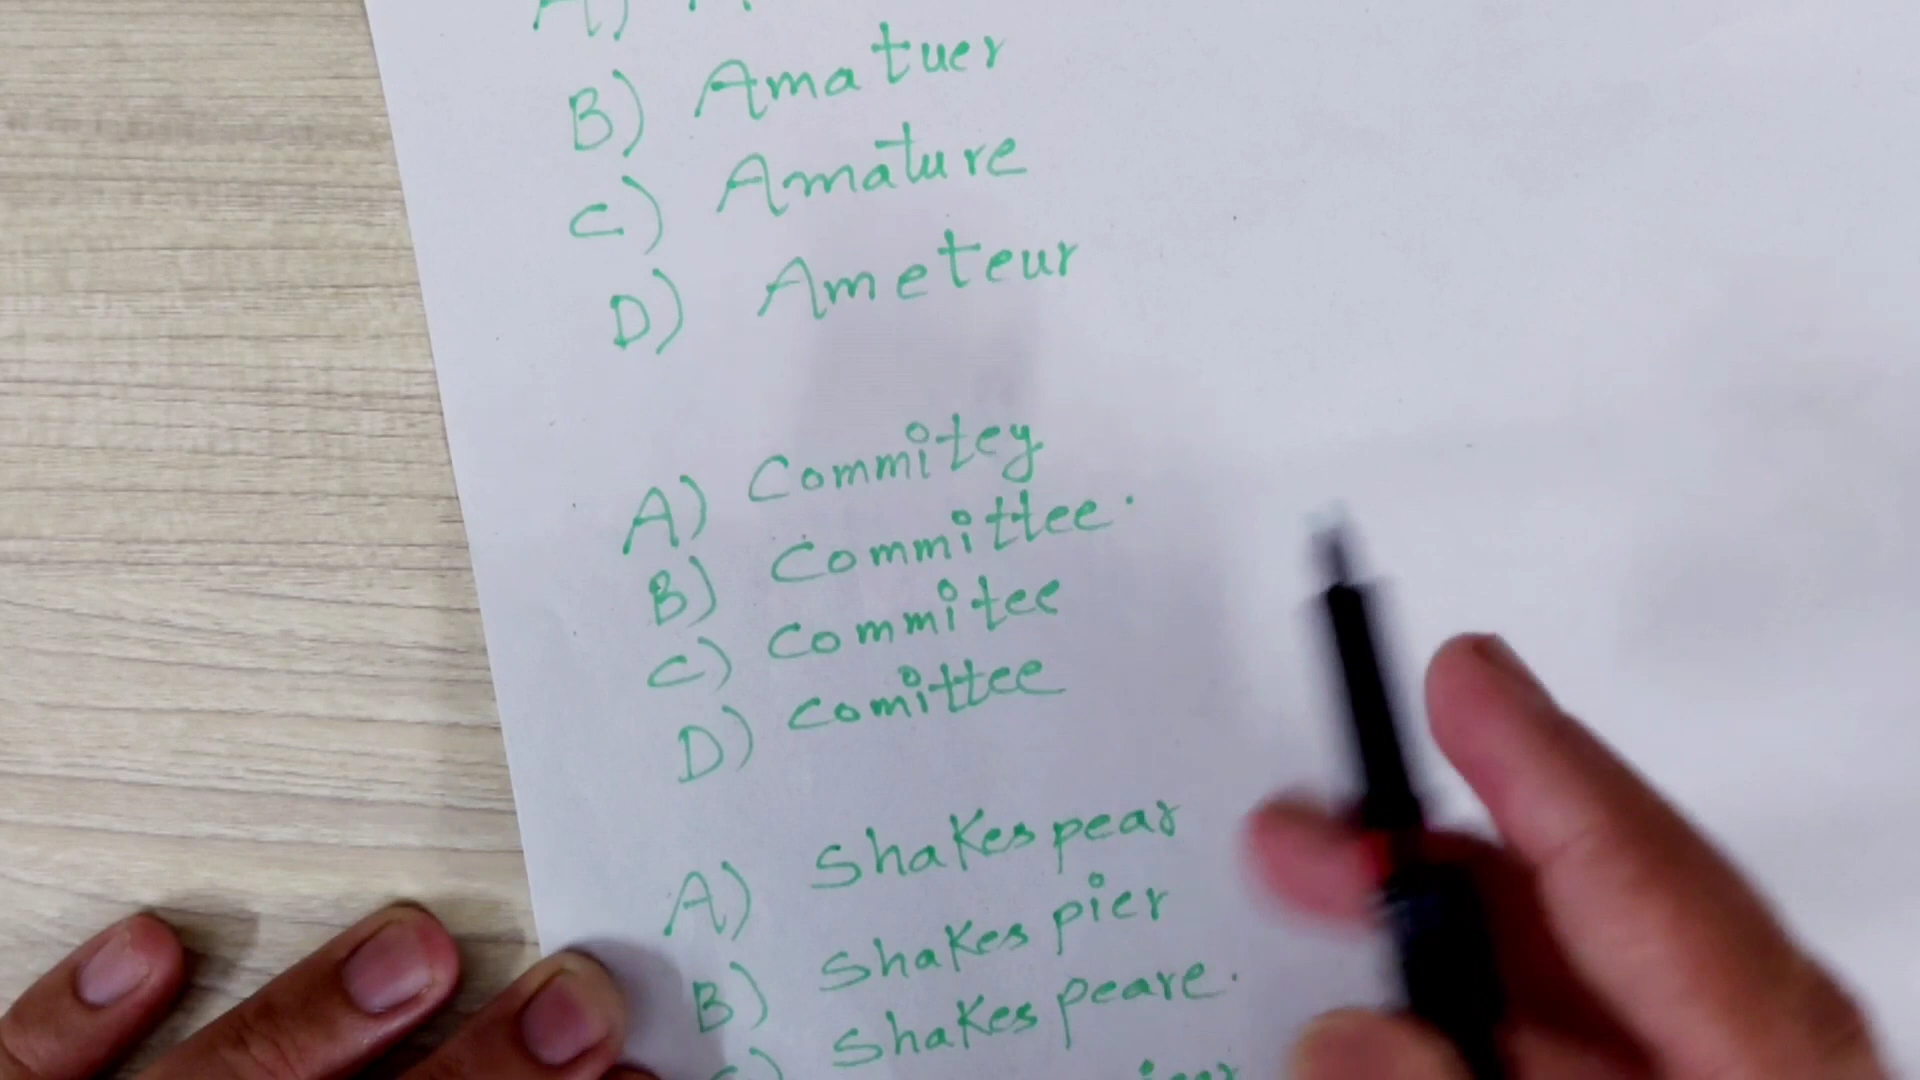 A)
B) Amatuer
C) Amature
D) Ameteur
A) Commitey
B) Committee.
C) Commitee
D) Comittee
A) Shakespear
B) Shakespier
C) Shakespeare.